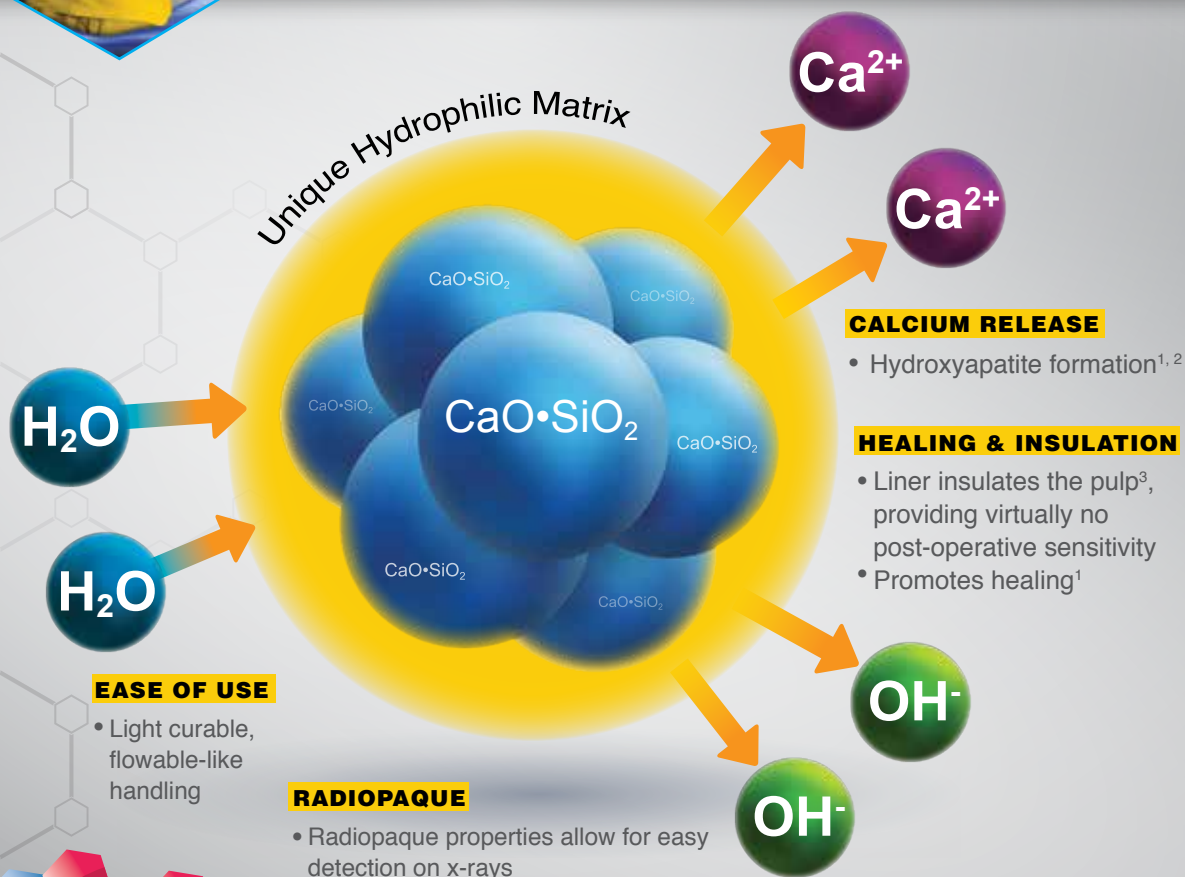 Unique Hydrophilic Matrix
Ca²⁺
Ca²⁺
CaO•SiO₂
CaO•SiO₂
CaO•SiO₂
CaO•SiO₂
CaO•SiO₂
CaO•SiO₂
CaO•SiO₂
H₂O
H₂O
CALCIUM RELEASE
• Hydroxyapatite formation¹, ²
HEALING & INSULATION
• Liner insulates the pulp³,
providing virtually no
post-operative sensitivity
• Promotes healing¹
OH⁻
OH⁻
EASE OF USE
• Light curable,
flowable-like
handling
RADIOPAQUE
• Radiopaque properties allow for easy
detection on x-rays